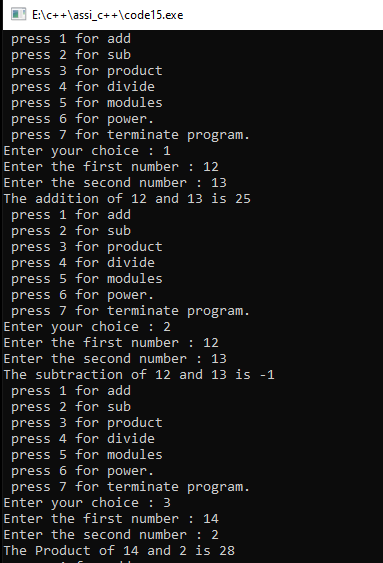 E:\c++\assi_c++\code15.exe
press 1 for add
press 2 for sub
press 3 for product
press 4 for divide
press 5 for modules
press 6 for power.
press 7 for terminate program.
Enter your choice : 1
Enter the first number : 12
Enter the second number : 13
The addition of 12 and 13 is 25
press 1 for add
press 2 for sub
press 3 for product
press 4 for divide
press 5 for modules
press 6 for power.
press 7 for terminate program.
Enter your choice : 2
Enter the first number : 12
Enter the second number : 13
The subtraction of 12 and 13 is -1
press 1 for add
press 2 for sub
press 3 for product
press 4 for divide
press 5 for modules
press 6 for power.
press 7 for terminate program.
Enter your choice : 3
Enter the first number : 14
Enter the second number : 2
The Product of 14 and 2 is 28